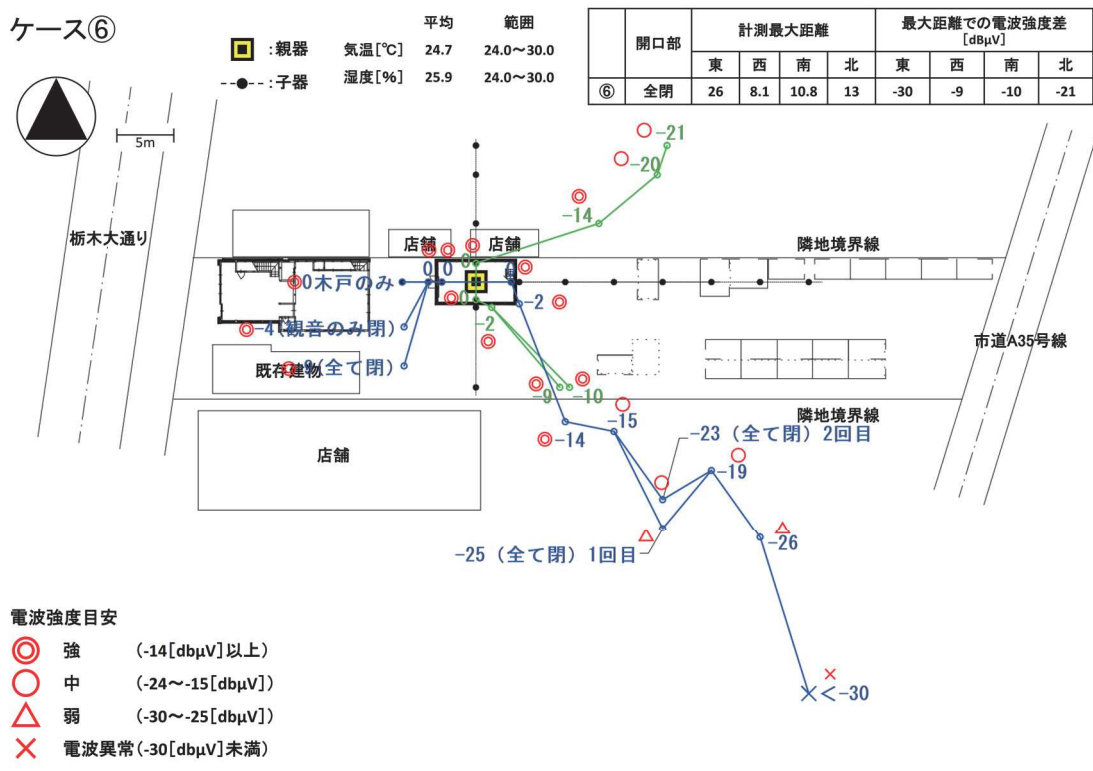 ケース⑥
:親器
:子器
平均 範囲
気温[℃] 24.7 24.0～30.0
湿度[%] 25.9 24.0～30.0
開口部 計測最大距離 最大距離での電波強度差[dBμV]
東 西 南 北 東 西 南 北
⑥ 全閉 26 8.1 10.8 13 -30 -9 -10 -21
5m
-21
-20
-14
栃木大通り
店舗
店舗
隣地境界線
0
0
0
0木戸のみ
0
-2
-4(観音のみ閉)
-2
市道A35号線
既存建物
-9(全て閉)
-9
-10
隣地境界線
-14
-15
-23（全て閉）2回目
店舗
-19
-25（全て閉）1回目
-26
<-30
電波強度目安
強 (-14[dbμV]以上)
中 (-24～-15[dbμV])
弱 (-30～-25[dbμV])
電波異常(-30[dbμV]未満)